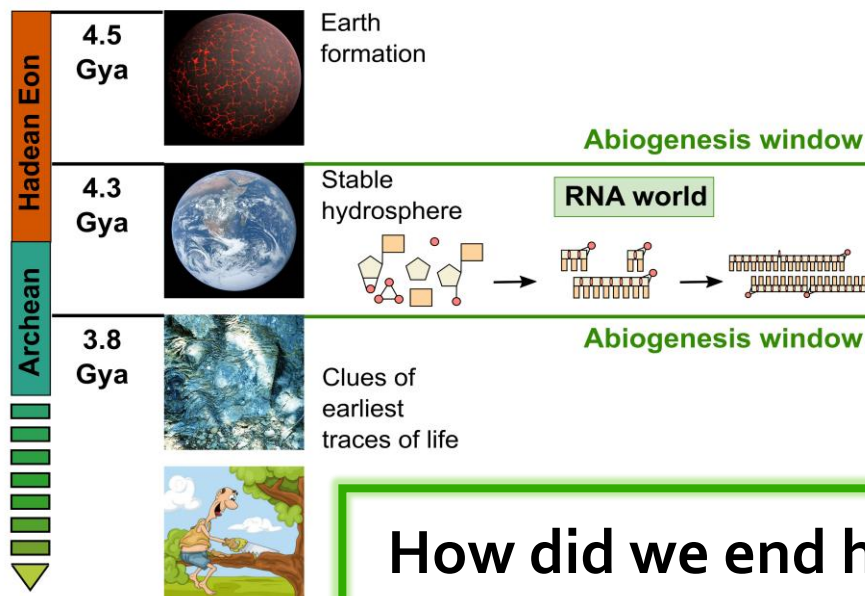 Hadean Eon
Archean
4.5
Gya
Earth
formation
Abiogenesis window
4.3
Gya
Stable
hydrosphere
RNA world
3.8
Gya
Abiogenesis window
Clues of
earliest
traces of life
How did we end h